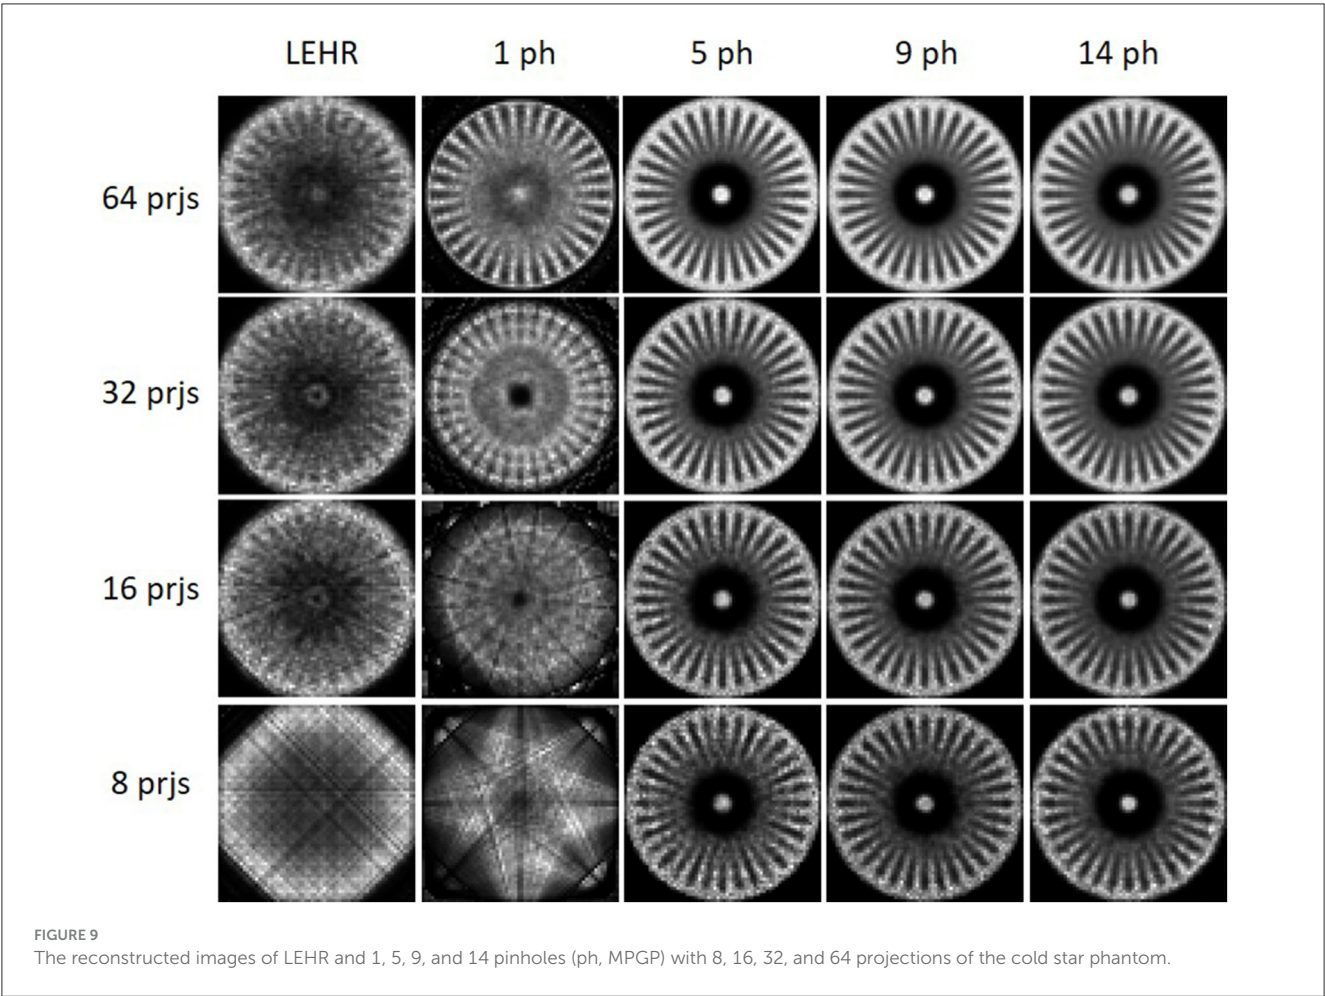 LEHR 1 ph 5 ph 9 ph 14 ph
64 prjs
32 prjs
16 prjs
8 prjs
FIGURE 9
The reconstructed images of LEHR and 1, 5, 9, and 14 pinholes (ph, MPGP) with 8, 16, 32, and 64 projections of the cold star phantom.